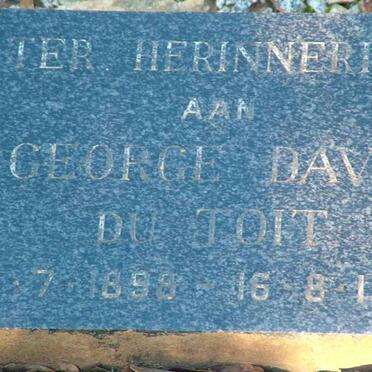 TER HERINNERI
AAN
GEORGE DAV
DU TOIT
.7.1898 - 16.8.1